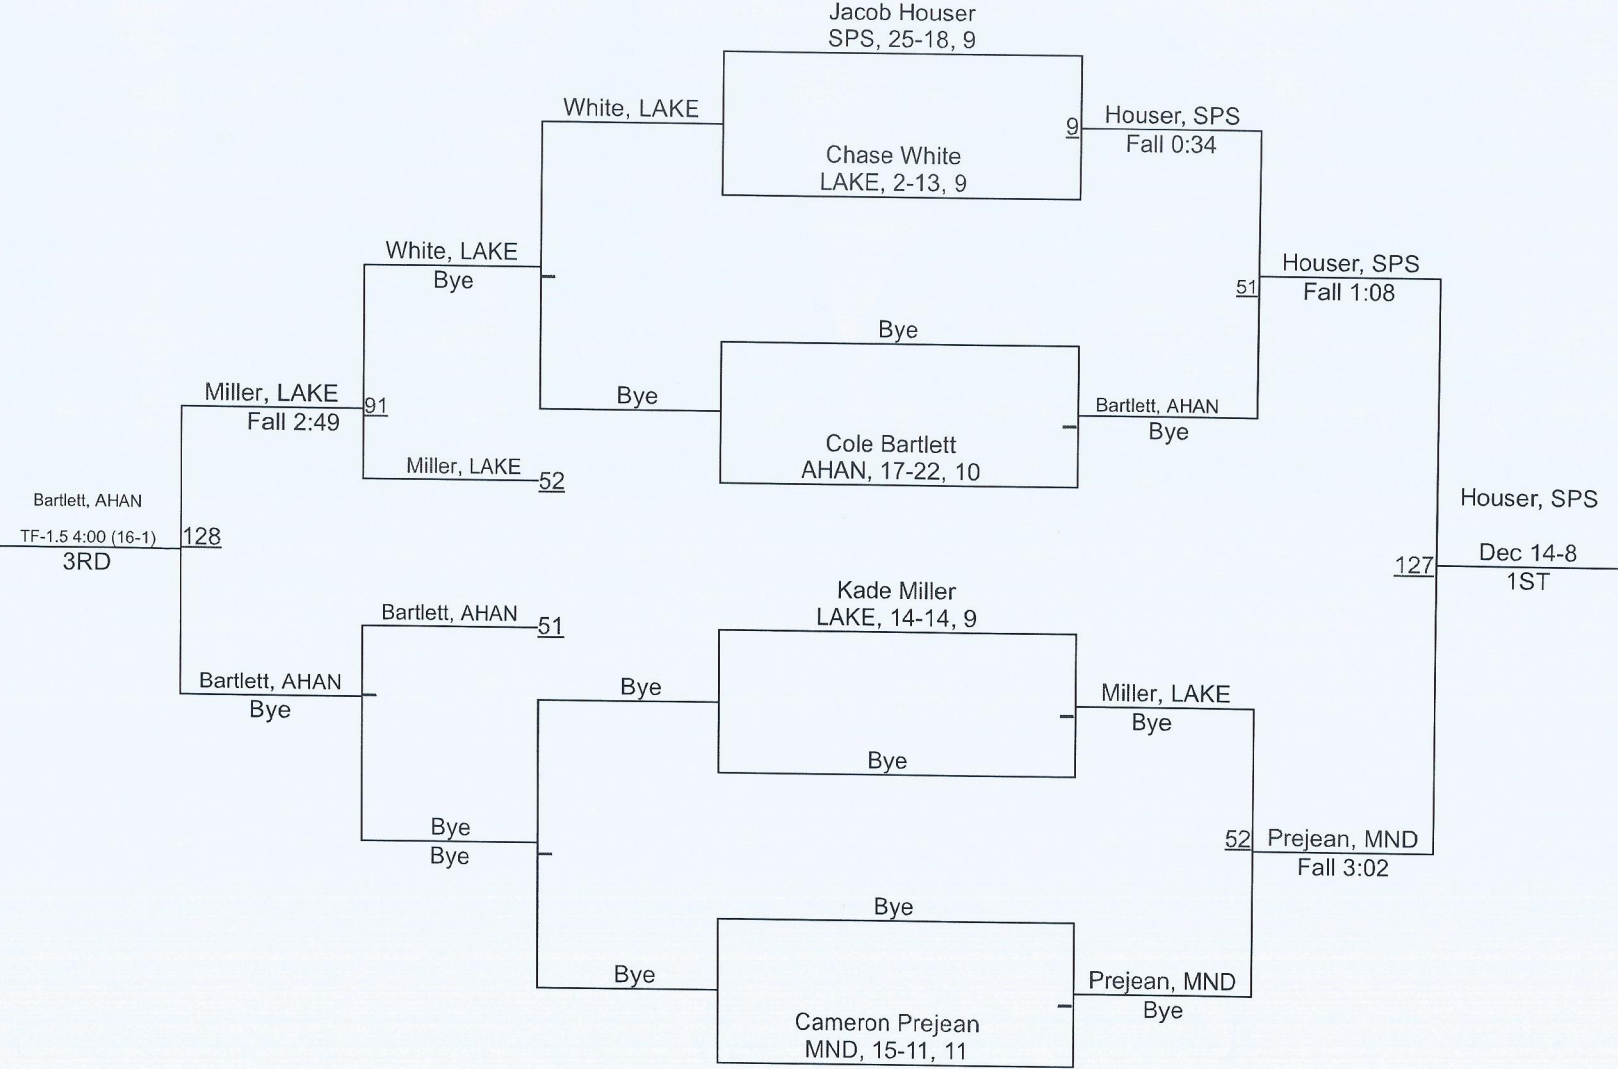 Jacob Houser
SPS, 25-18, 9
White, LAKE
9
Houser, SPS
Fall 0:34
Chase White
LAKE, 2-13, 9
White, LAKE
Bye
Houser, SPS
Fall 1:08
51
Bye
Bye
Bartlett, AHAN
Bye
Miller, LAKE
Fall 2:49
91
Cole Bartlett
AHAN, 17-22, 10
Miller, LAKE
52
Bartlett, AHAN
TF-1.5 4:00 (16-1)
3RD
128
Houser, SPS
Dec 14-8
1ST
127
Kade Miller
LAKE, 14-14, 9
Bartlett, AHAN
51
Bartlett, AHAN
Bye
Bye
Miller, LAKE
Bye
Bye
Bye
Bye
52
Prejean, MND
Fall 3:02
Bye
Bye
Prejean, MND
Bye
Cameron Prejean
MND, 15-11, 11